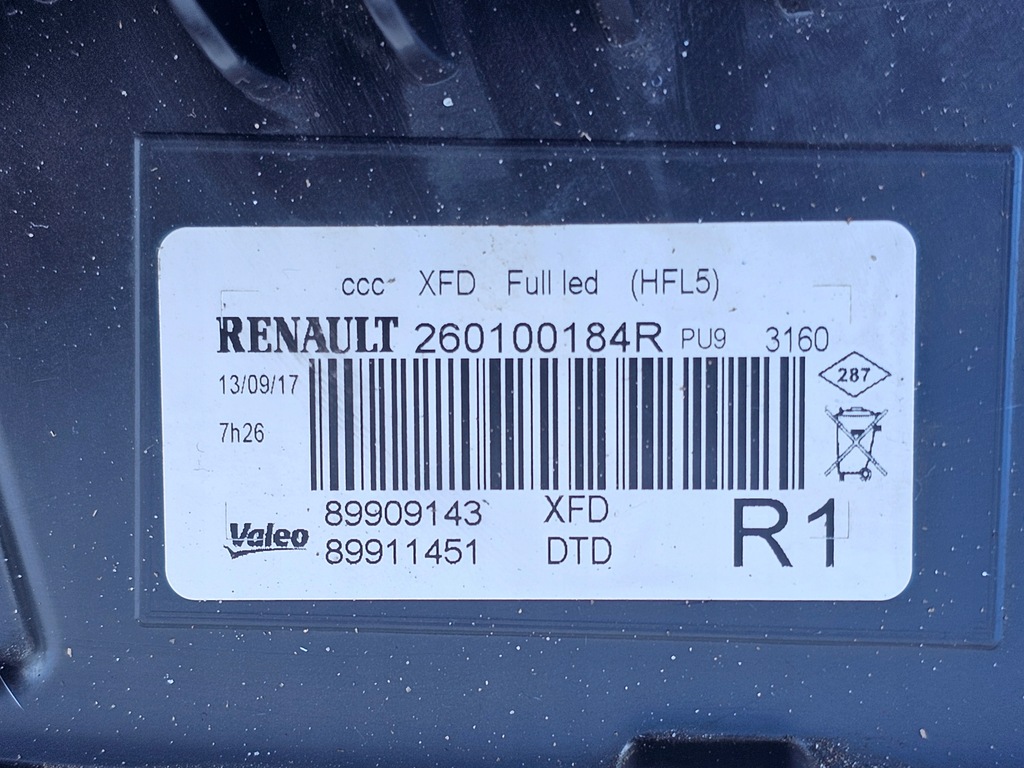 ccc- XFD Full led (HFL5)
RENAULT 260100184R PU9 3160
13/09/17
287
7h26
Valeo
89909143 XFD
89911451 DTD
R1